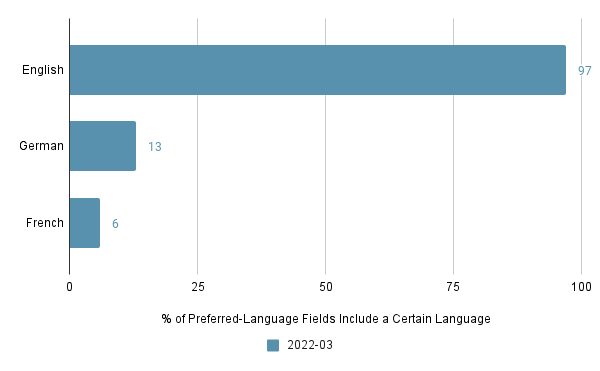 English
97
German
13
French
6
0
25
50
75
100
% of Preferred-Language Fields Include a Certain Language
2022-03